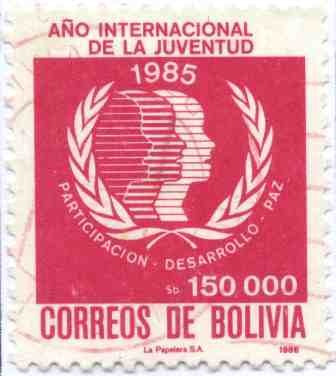 AÑO INTERNACIONAL
DE LA JUVENTUD
1985
PARTICIPACION - DESARROLLO - PAZ
$b. 150 000
CORREOS DE BOLIVIA
La Papelera S.A. 1986